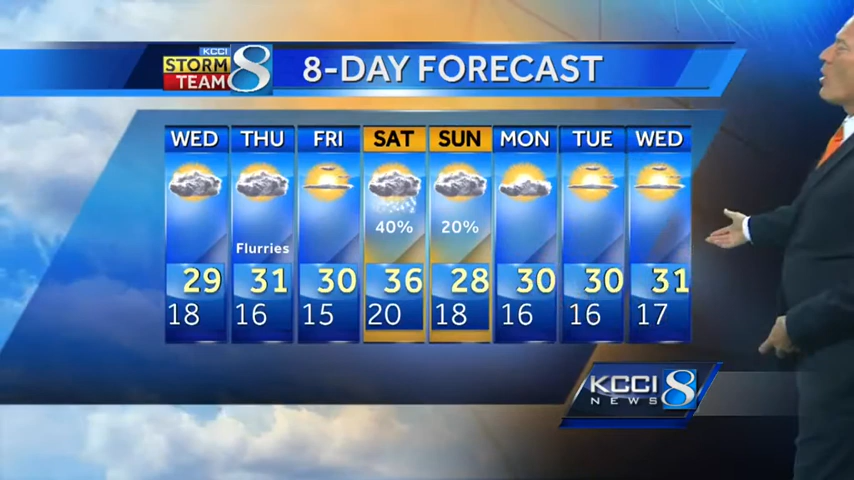 KCCI
STORM
TEAM 8
8-DAY FORECAST
WED THU FRI SAT SUN MON TUE WED
40% 20%
Flurries
29 31 30 36 28 30 30 31
18 16 15 20 18 16 16 17
KCCI 8
NEWS